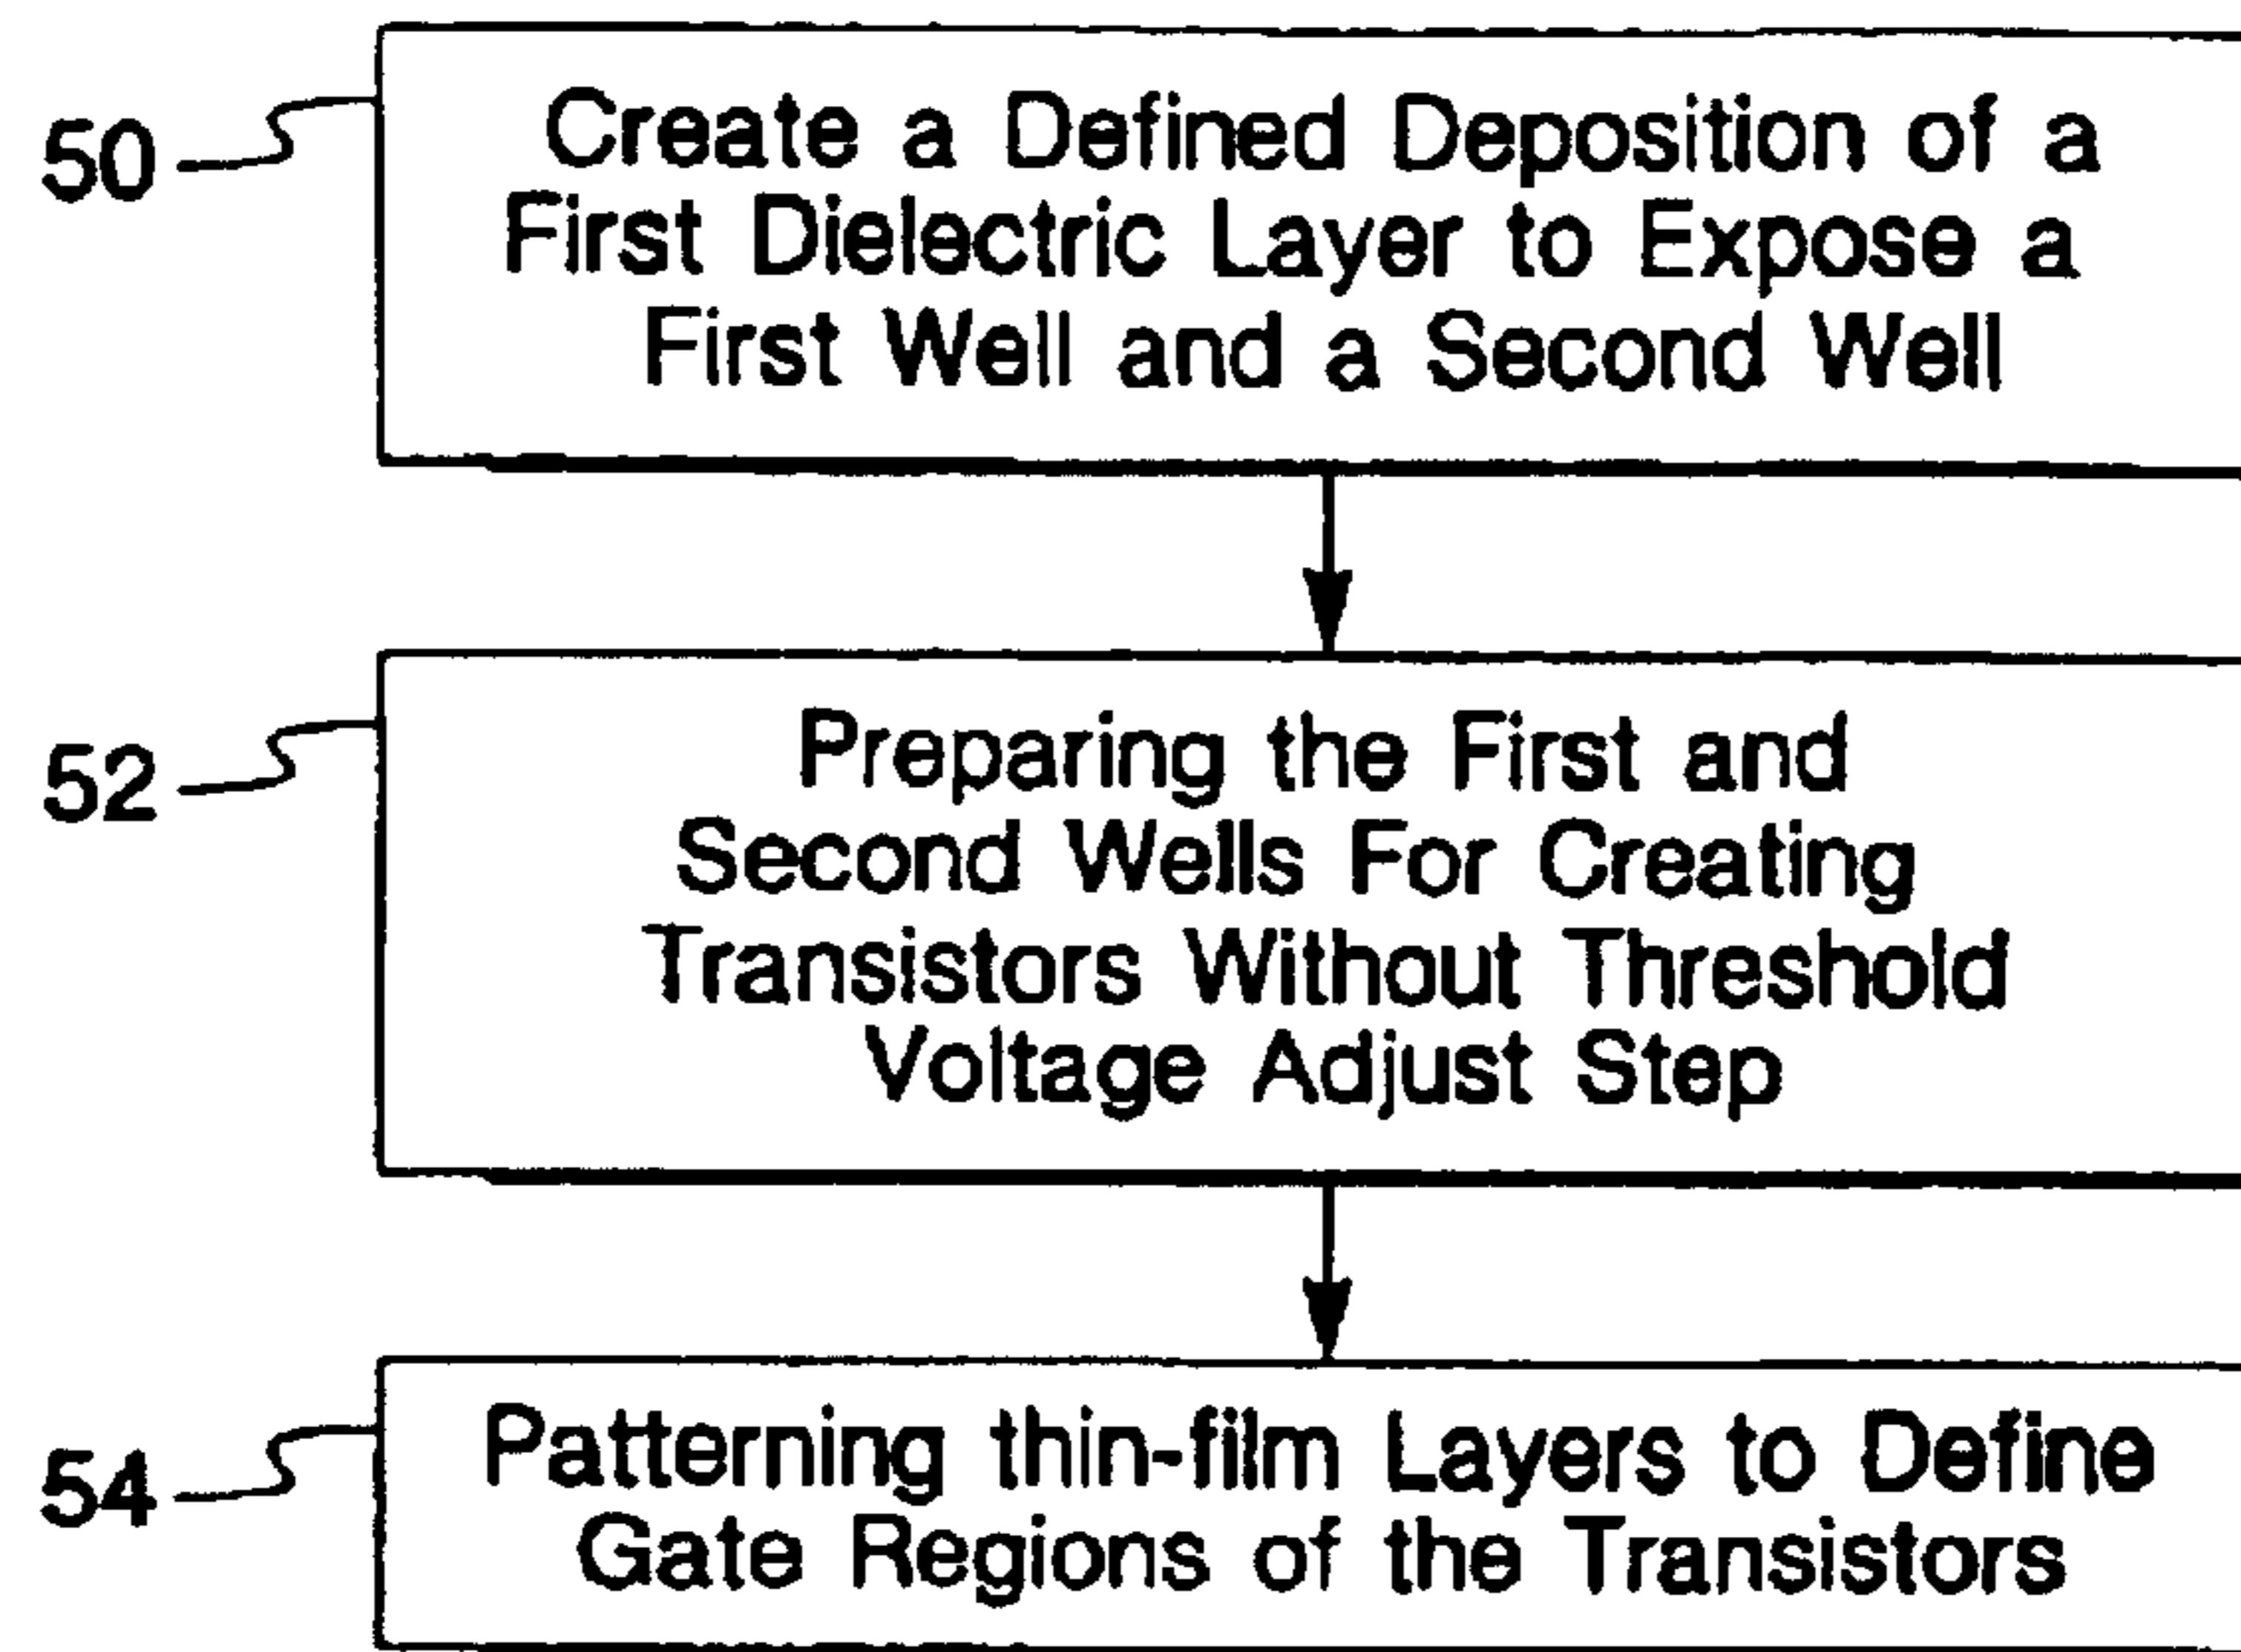 50
Create a Defined Deposition of a
First Dielectric Layer to Expose a
First Well and a Second Well
52
Preparing the First and
Second Wells For Creating
Transistors Without Threshold
Voltage Adjust Step
54
Patterning thin-film Layers to Define
Gate Regions of the Transistors